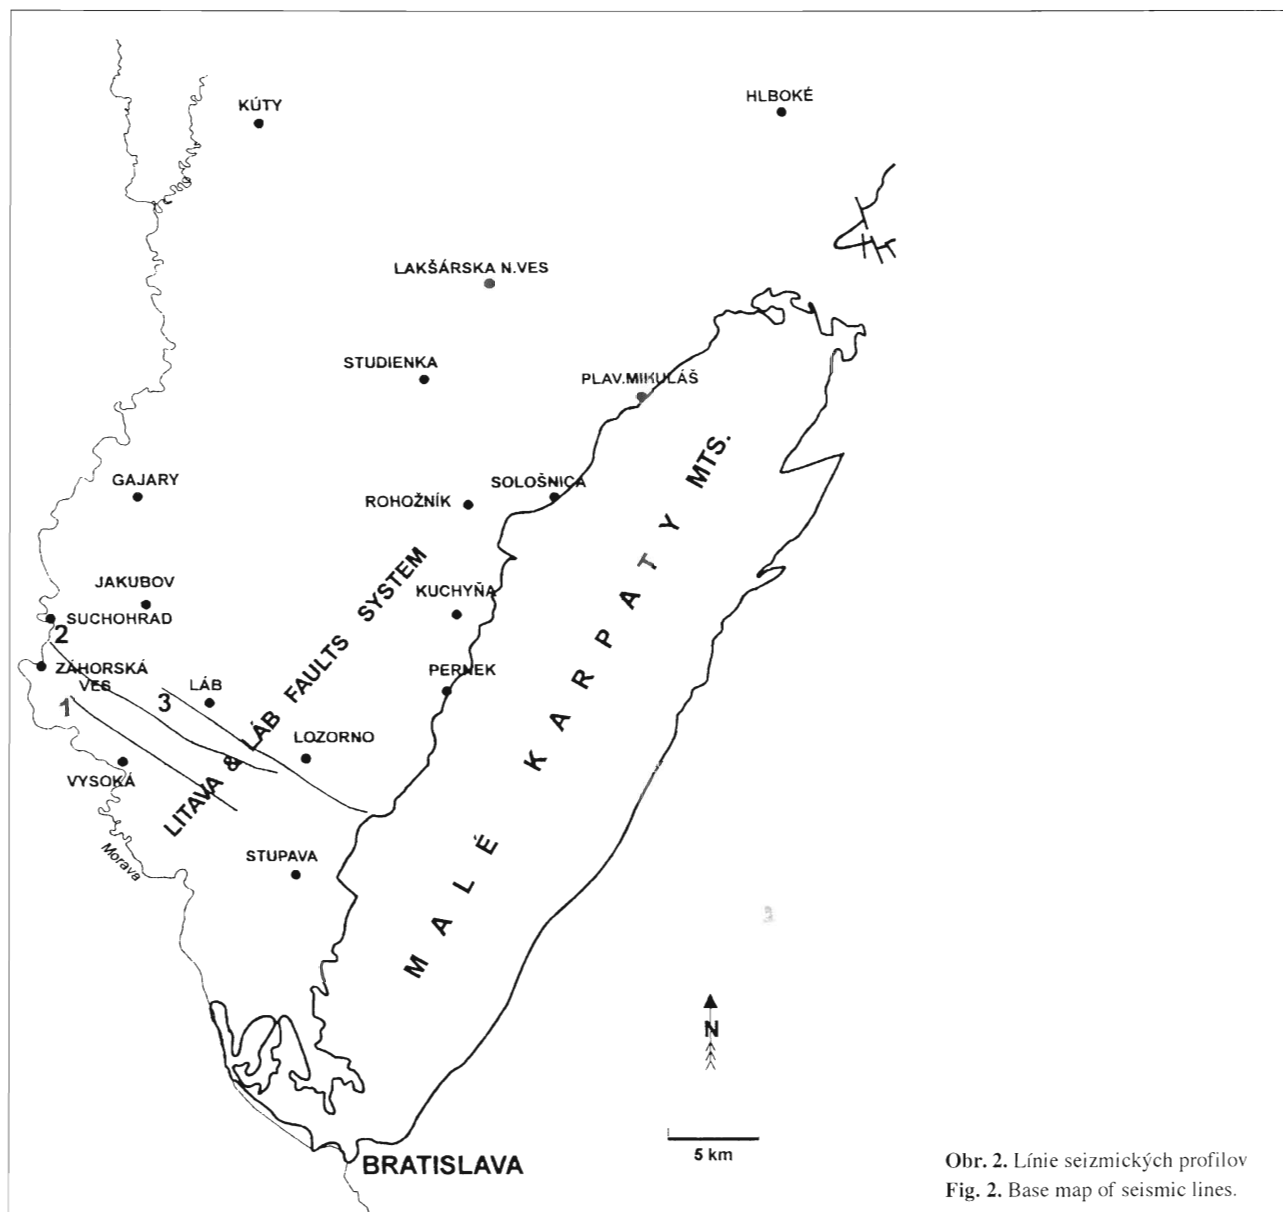 KÚTY
HLBOKÉ
LAKŠÁRSKA N.VES
STUDIENKA
PLAV.MIKULÁŠ
GAJARY
ROHOŽNÍK
SOLOŠNICA
JAKUBOV
SUCHOHRAD
KUCHYŇA
2
ZÁHORSKÁ
VES
1
3
LÁB
PERNEK
LOZORNO
VYSOKÁ
LITAVA & LÁB FAULTS SYSTEM
MALÉ KARPATY MTS.
STUPAVA
Morava
N
5 km
BRATISLAVA
Obr. 2. Línie seizmických profilov
Fig. 2. Base map of seismic lines.